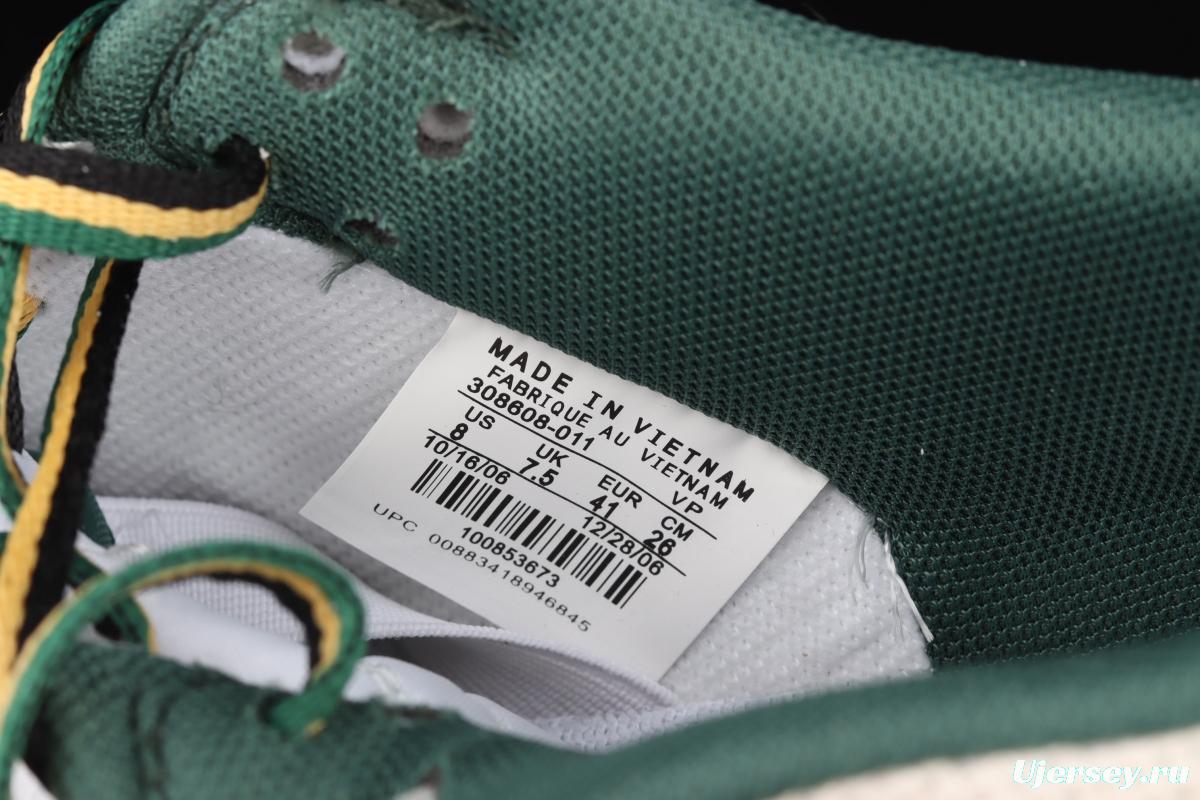 MADE IN VIETNAM
FABRIQUE AU VIETNAM
308608-011 VP
US UK EUR CM
8 7.5 41 26
10/16/06 12/28/06
100853673
UPC 00883418946845
Ujersey.ru